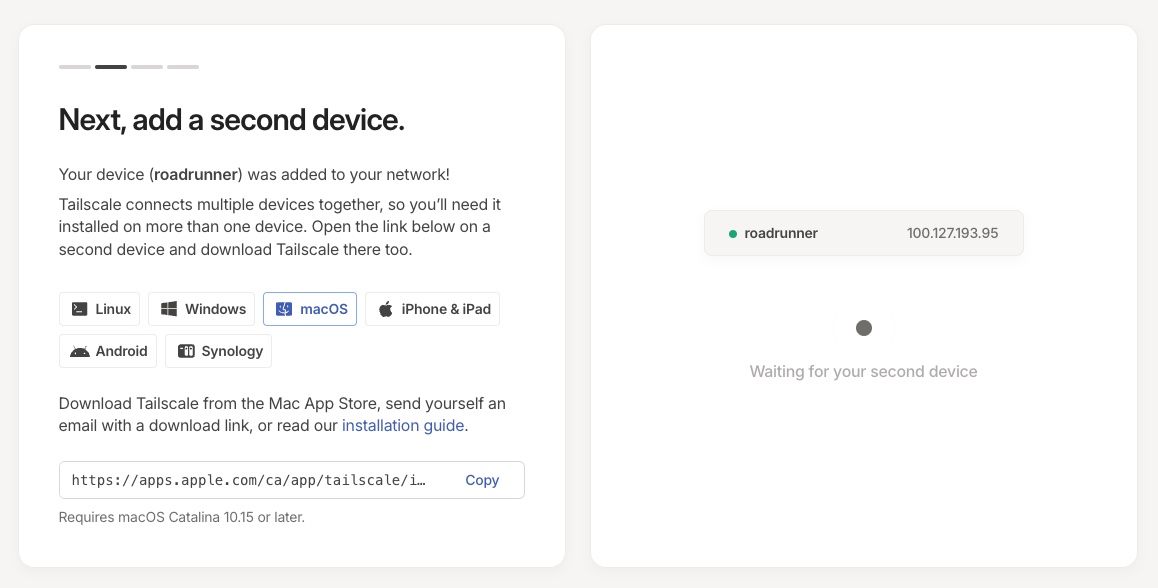 Next, add a second device.
Your device (roadrunner) was added to your network!
Tailscale connects multiple devices together, so you’ll need it
installed on more than one device. Open the link below on a
second device and download Tailscale there too.
Linux
Windows
macOS
iPhone & iPad
Android
Synology
Download Tailscale from the Mac App Store, send yourself an
email with a download link, or read our installation guide.
https://apps.apple.com/ca/app/tailscale/i… Copy
Requires macOS Catalina 10.15 or later.
roadrunner 100.127.193.95
Waiting for your second device